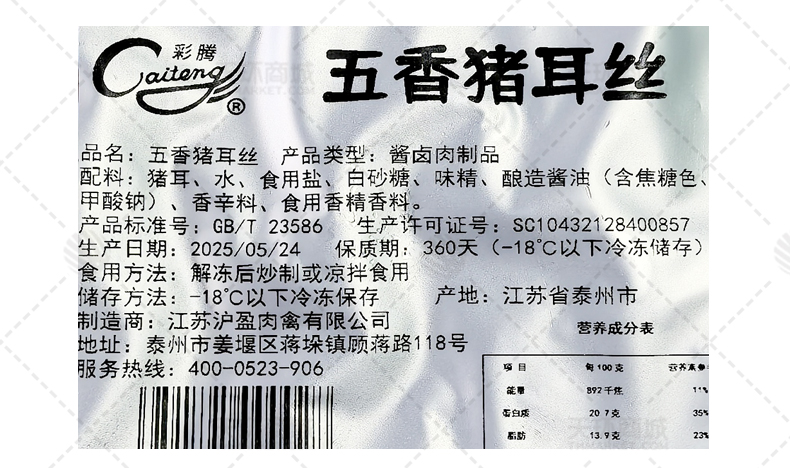 彩腾
Caiteng
®
五香猪耳丝
品名：五香猪耳丝 产品类型：酱卤肉制品
配料：猪耳、水、食用盐、白砂糖、味精、酿造酱油（含焦糖色、
甲酸钠）、香辛料、食用香精香料。
产品标准号：GB/T 23586 生产许可证号：SC10432128400857
生产日期：2025/05/24 保质期：360天（-18℃以下冷冻储存）
食用方法：解冻后炒制或凉拌食用
储存方法：-18℃以下冷冻保存 产地：江苏省泰州市
制造商：江苏沪盈肉禽有限公司
地址：泰州市姜堰区蒋垛镇顾蒋路118号
服务热线：400-0523-906
营养成分表
项目 每100克 营养素参
能量 892千焦 11%
蛋白质 20.7克 35%
脂肪 13.9克 23%